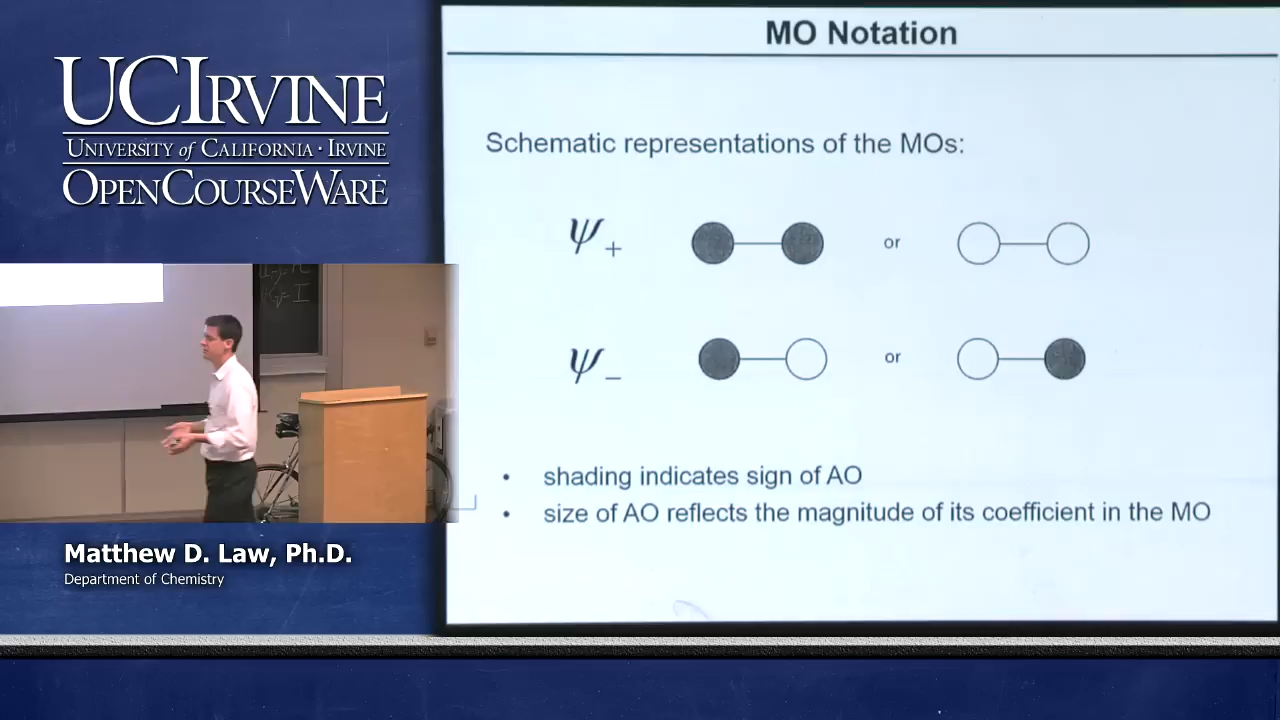 UCIRVINE
UNIVERSITY of CALIFORNIA · IRVINE
OPENCOURSEWARE
Matthew D. Law, Ph.D.
Department of Chemistry
MO Notation
Schematic representations of the MOs:
ψ+ or
ψ− or
• shading indicates sign of AO
• size of AO reflects the magnitude of its coefficient in the MO